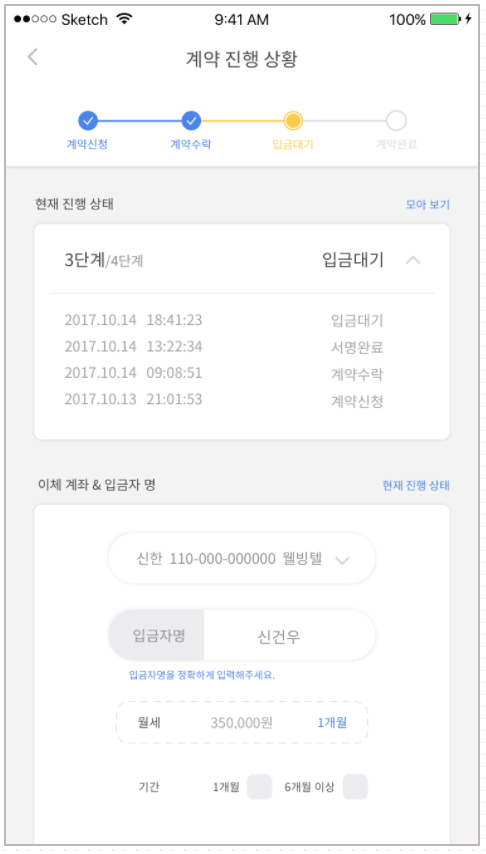 Sketch 9:41 AM 100%
계약 진행 상황
계약신청 계약수락 입금대기 계약완료
현재 진행 상태 모아 보기
3단계/4단계 입금대기
2017.10.14 18:41:23 입금대기
2017.10.14 13:22:34 서명완료
2017.10.14 09:08:51 계약수락
2017.10.13 21:01:53 계약신청
이체 계좌 & 입금자 명 현재 진행 상태
신한 110-000-000000 웰빙텔
입금자명 신건우
입금자명을 정확하게 입력해주세요.
월세 350,000원 1개월
기간 1개월 6개월 이상